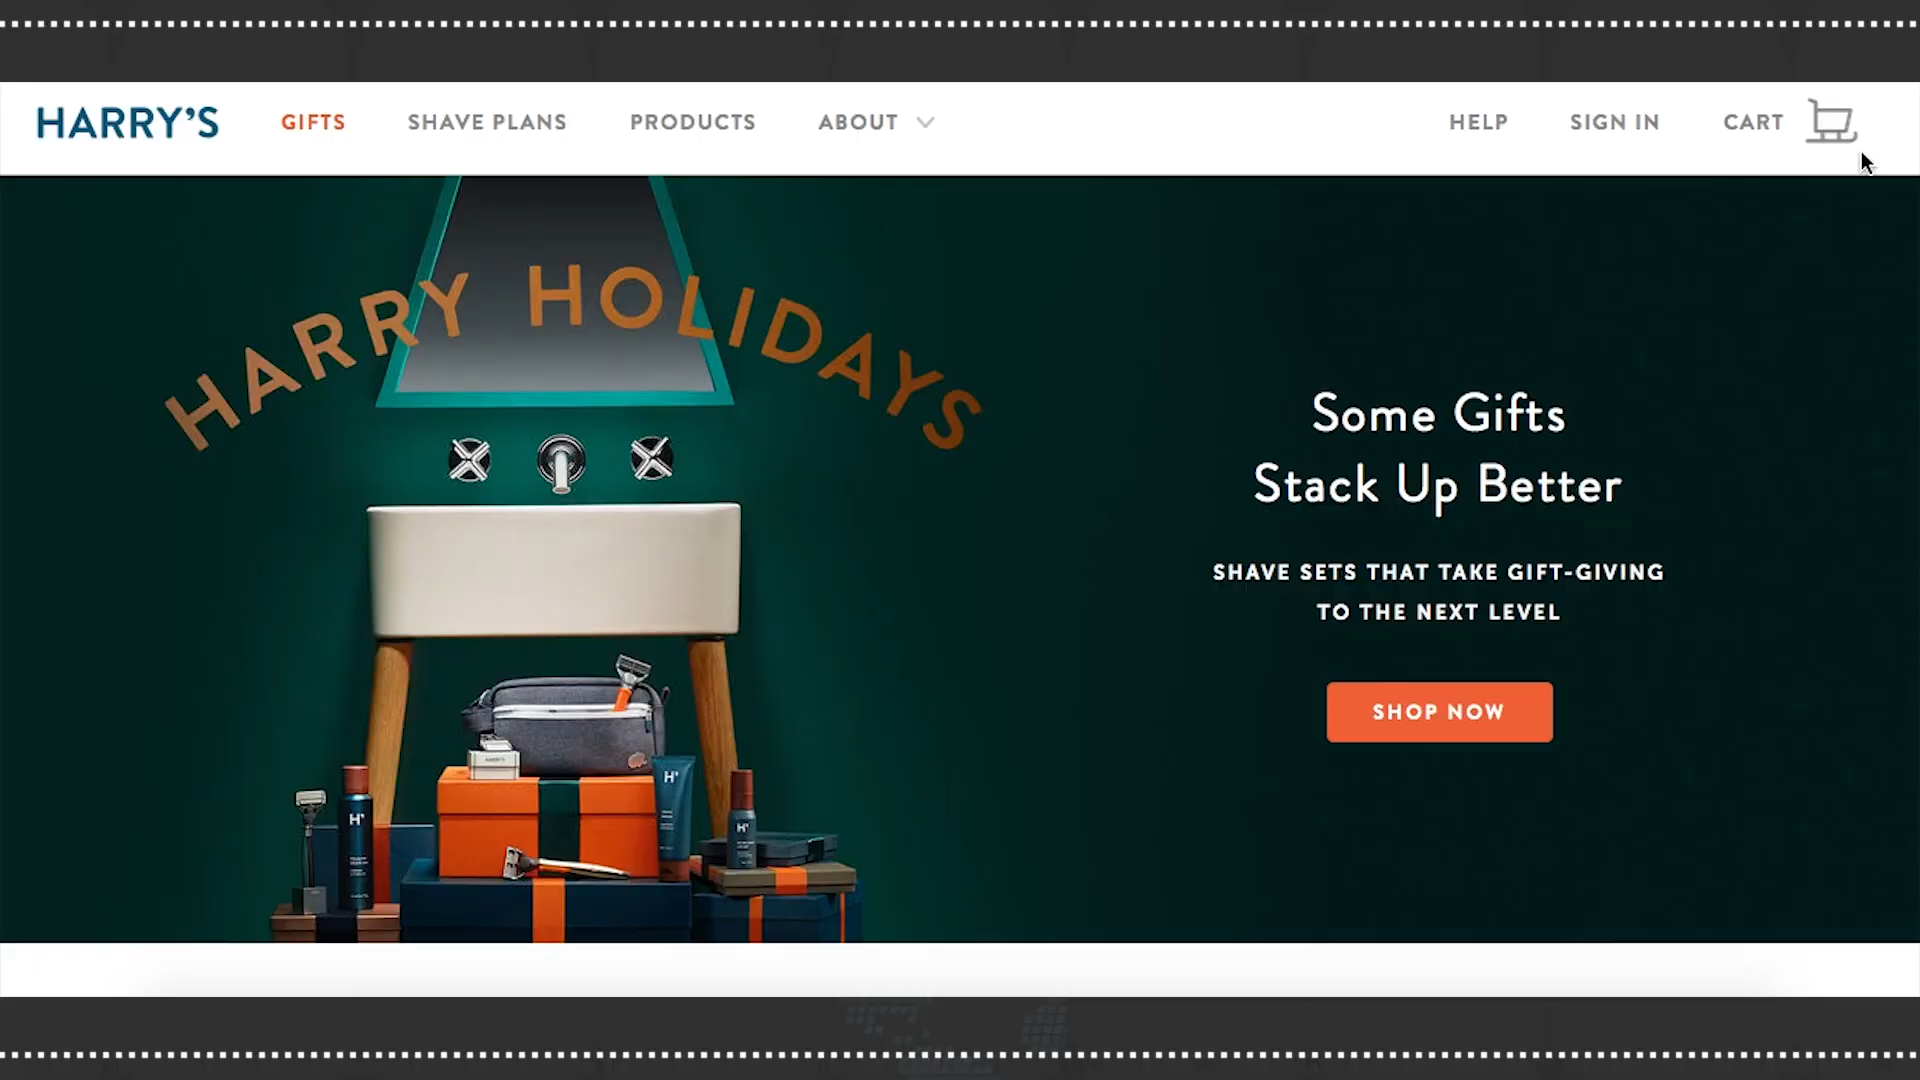 HARRY'S GIFTS SHAVE PLANS PRODUCTS ABOUT HELP SIGN IN CART
HARRY HOLIDAYS
Some Gifts
Stack Up Better
SHAVE SETS THAT TAKE GIFT-GIVING
TO THE NEXT LEVEL
SHOP NOW
HARRY'S
H'
H'
H'